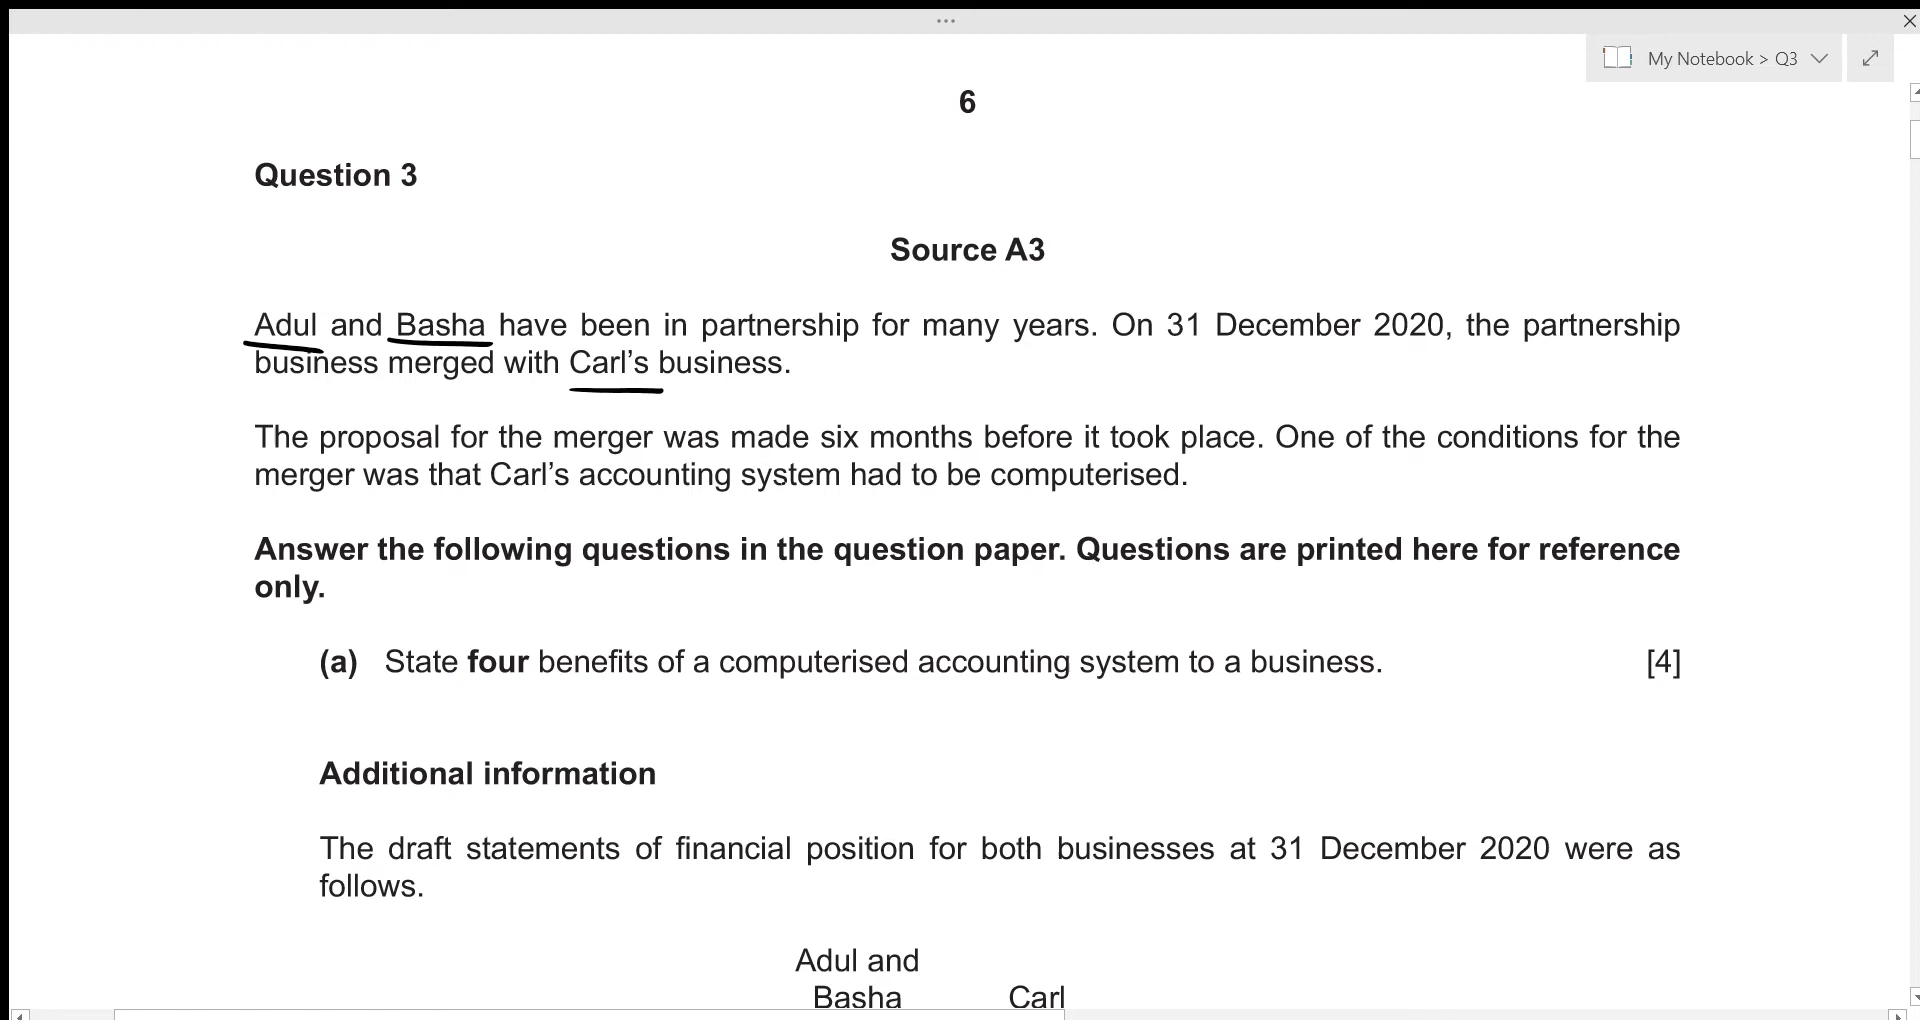 ...
My Notebook > Q3
6
Question 3
Source A3
Adul and Basha have been in partnership for many years. On 31 December 2020, the partnership
business merged with Carl’s business.
The proposal for the merger was made six months before it took place. One of the conditions for the
merger was that Carl’s accounting system had to be computerised.
Answer the following questions in the question paper. Questions are printed here for reference
only.
(a) State four benefits of a computerised accounting system to a business. [4]
Additional information
The draft statements of financial position for both businesses at 31 December 2020 were as
follows.
Adul and
Basha Carl